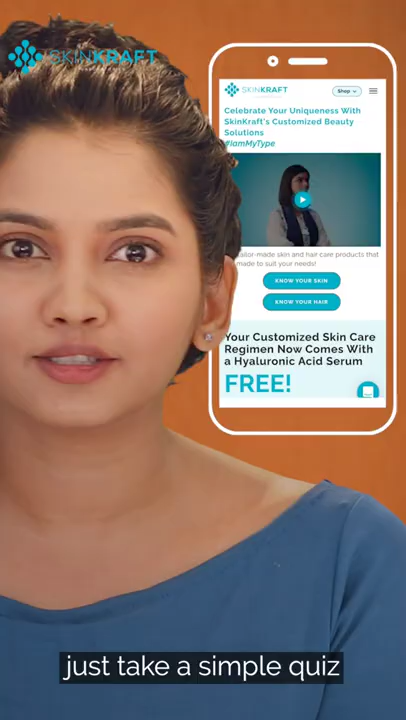 SKINKRAFT
SKINKRAFT
Shop
Celebrate Your Uniqueness With
SkinKraft's Customized Beauty
Solutions
#IamMyType
tailor-made skin and hair care products that
made to suit your needs!
KNOW YOUR SKIN
KNOW YOUR HAIR
Your Customized Skin Care
Regimen Now Comes With
a Hyaluronic Acid Serum
FREE!
just take a simple quiz